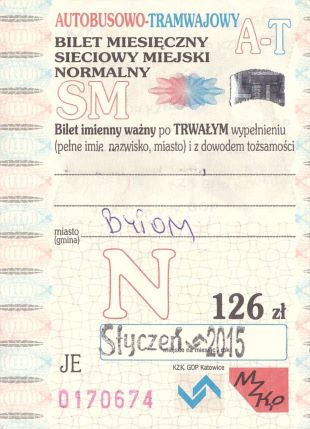 AUTOBUSOWO-TRAMWAJOWY
BILET MIESIĘCZNY
SIECIOWY MIEJSKI
NORMALNY
A-T
SM
Bilet imienny ważny po TRWAŁYM wypełnieniu
(pełne imię nazwisko, miasto) i z dowodem tożsamości
miasto
(gmina)
BYTOM
N
126 zł
Styczeń 2015
KZK GOP Katowice
JE
0170674
MZKP